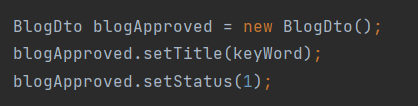 BlogDto blogApproved = new BlogDto();
blogApproved.setTitle(keyWord);
blogApproved.setStatus(1);